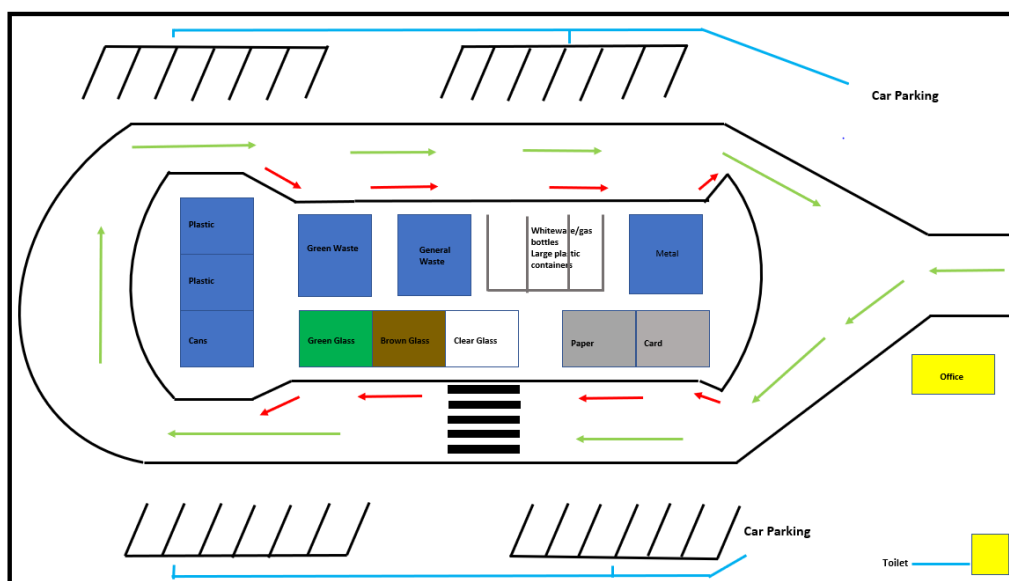 Car Parking
Plastic
Green Waste
General
Waste
Whiteware/gas
bottles
Large plastic
containers
Metal
Plastic
Cans
Green Glass
Brown Glass
Clear Glass
Paper
Card
Office
Car Parking
Toilet